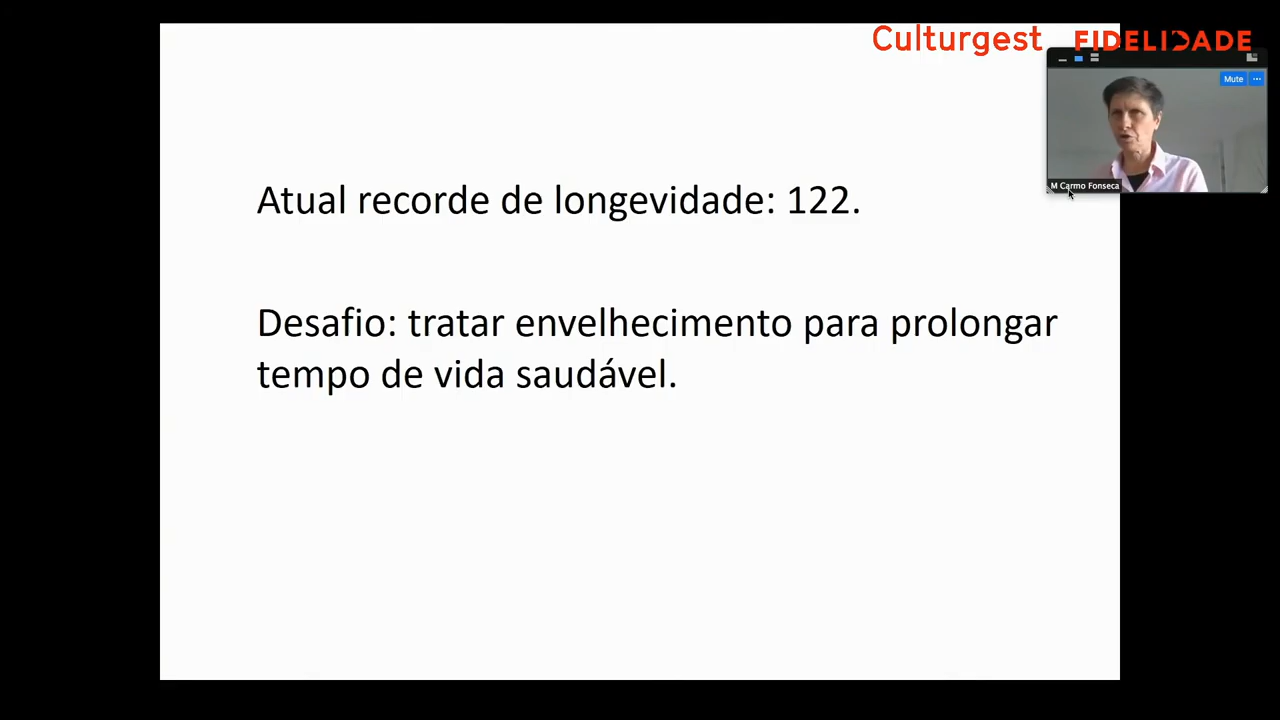 Culturgest FIDELIDADE
Mute
M Carmo Fonseca
Atual recorde de longevidade: 122.
Desafio: tratar envelhecimento para prolongar
tempo de vida saudável.